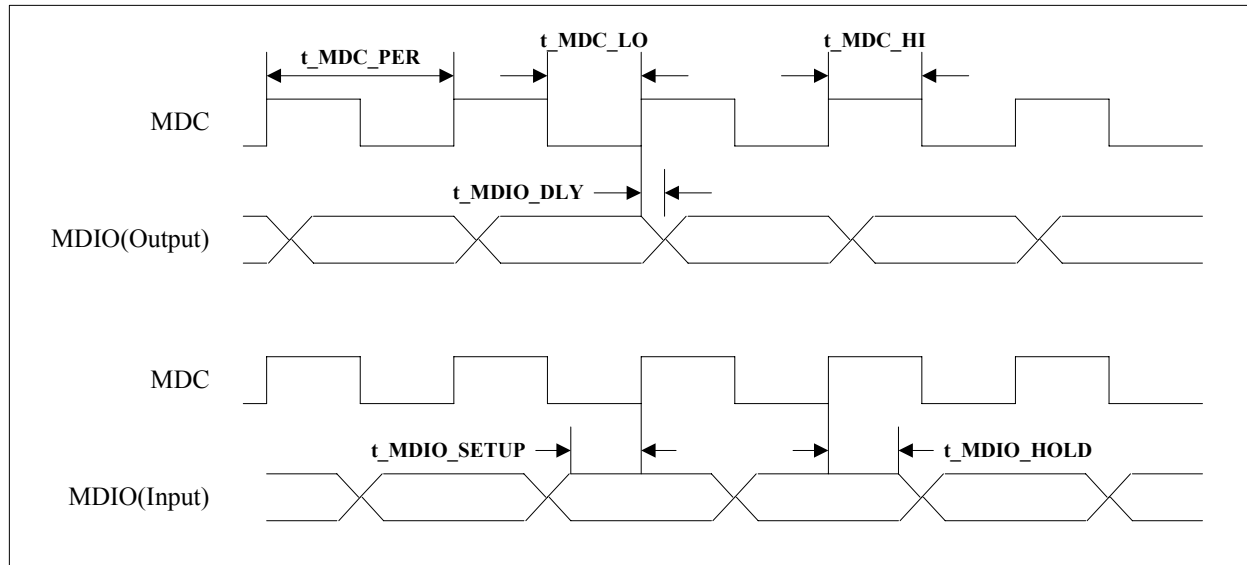 t_MDC_PER
t_MDC_LO
t_MDC_HI
MDC
t_MDIO_DLY
MDIO(Output)
MDC
t_MDIO_SETUP
t_MDIO_HOLD
MDIO(Input)